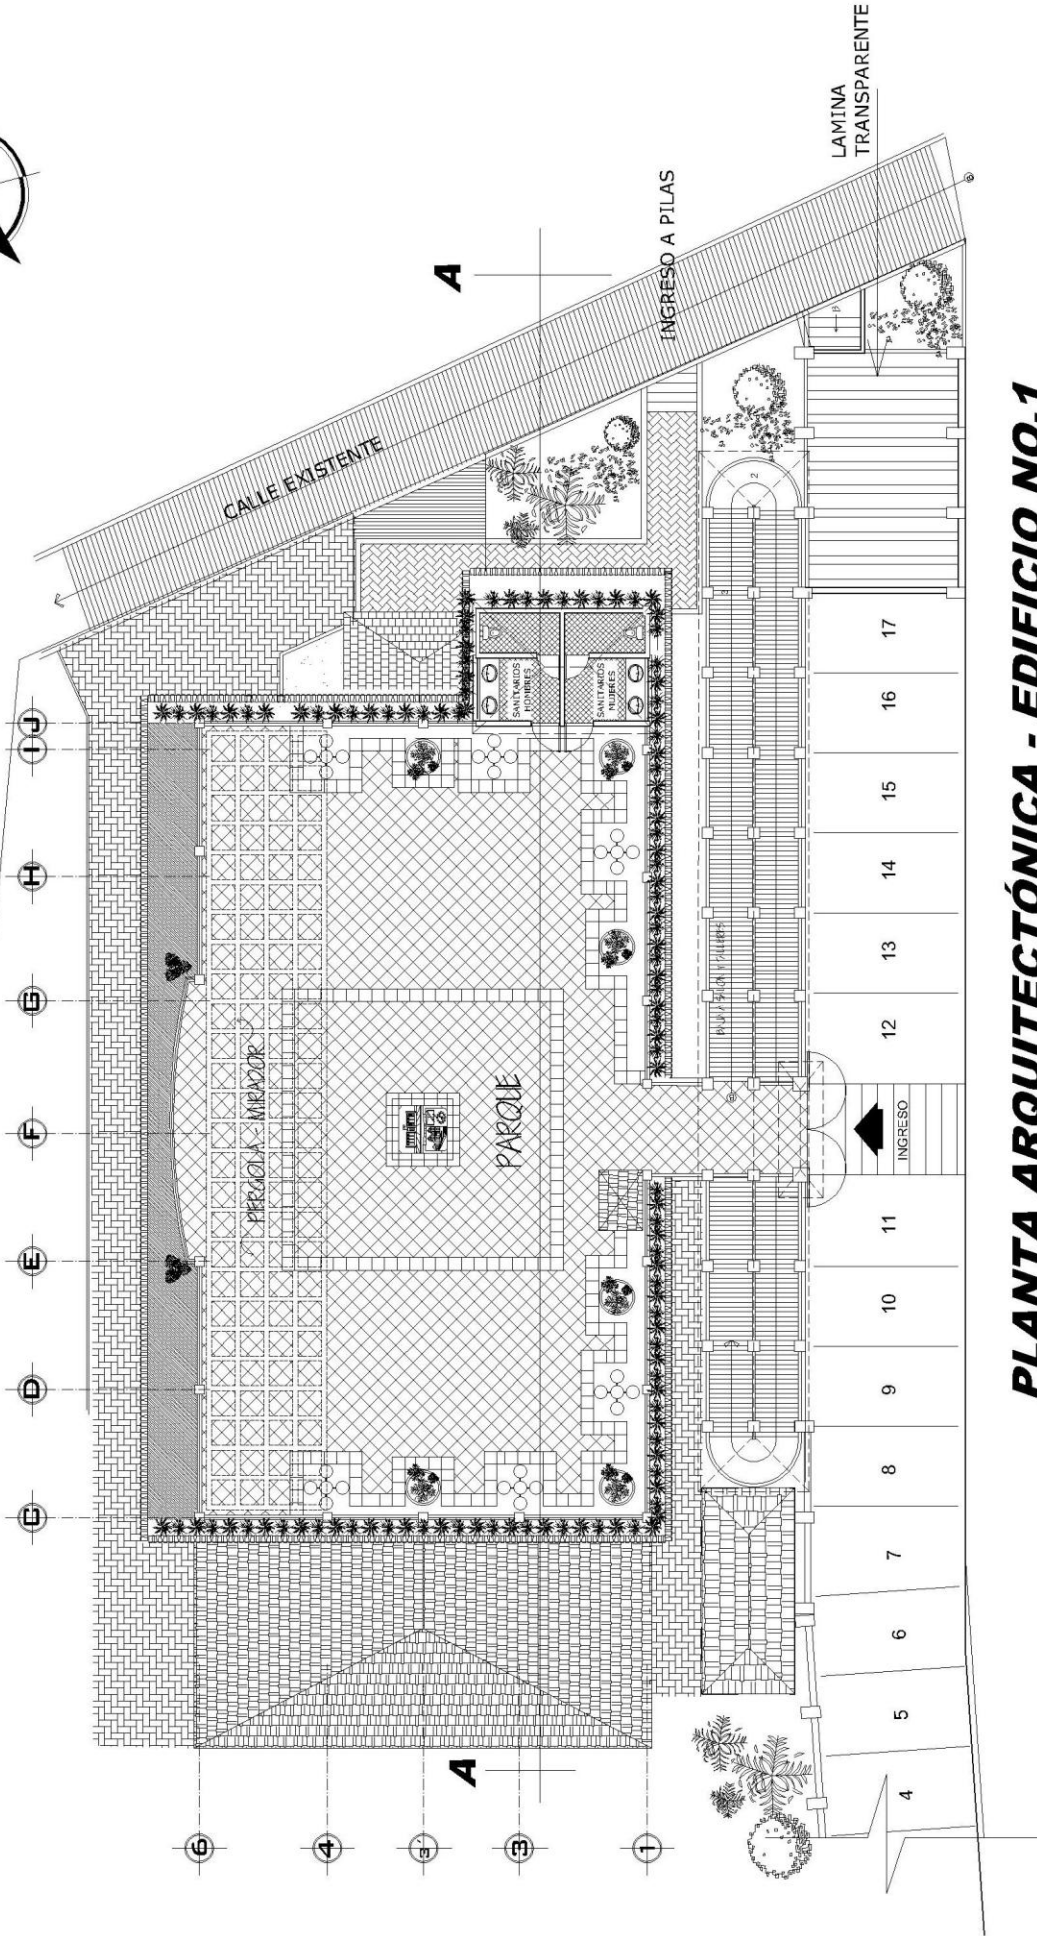 J
I
H
G
F
E
D
C
6
4
3'
3
1
CALLE EXISTENTE
A
INGRESO A PILAS
LAMINA
TRANSPARENTE
SANITARIOS
HOMBRES
SANITARIOS
MUJERES
PERGOLA - MIRADOR
PARQUE
A
INGRESO
17
16
15
14
13
12
11
10
9
8
7
6
5
4
PLANTA ARQUITECTÓNICA - EDIFICIO NO.1